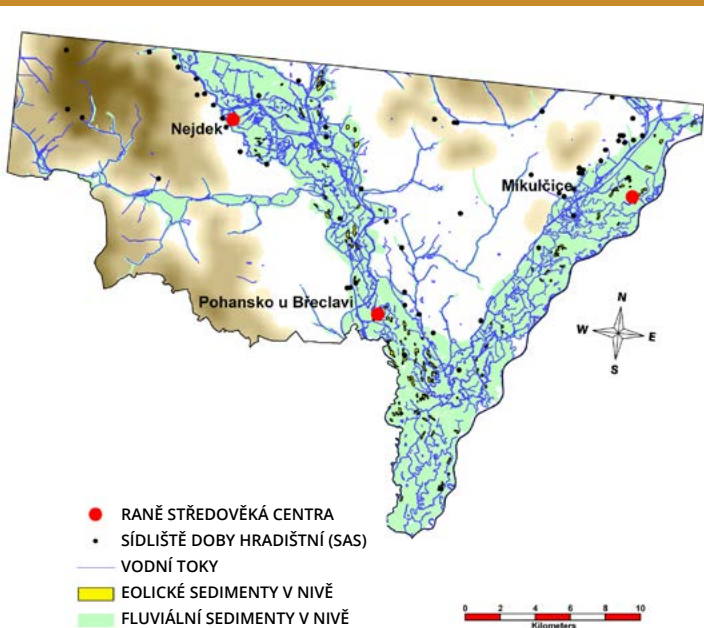 Nejdek
Mikulčice
Pohansko u Břeclavi
N
W E
S
RANĚ STŘEDOVĚKÁ CENTRA
SÍDLIŠTĚ DOBY HRADIŠTNÍ (SAS)
VODNÍ TOKY
EOLICKÉ SEDIMENTY V NIVĚ
FLUVIÁLNÍ SEDIMENTY V NIVĚ
0 2 4 6 8 10
Kilometers